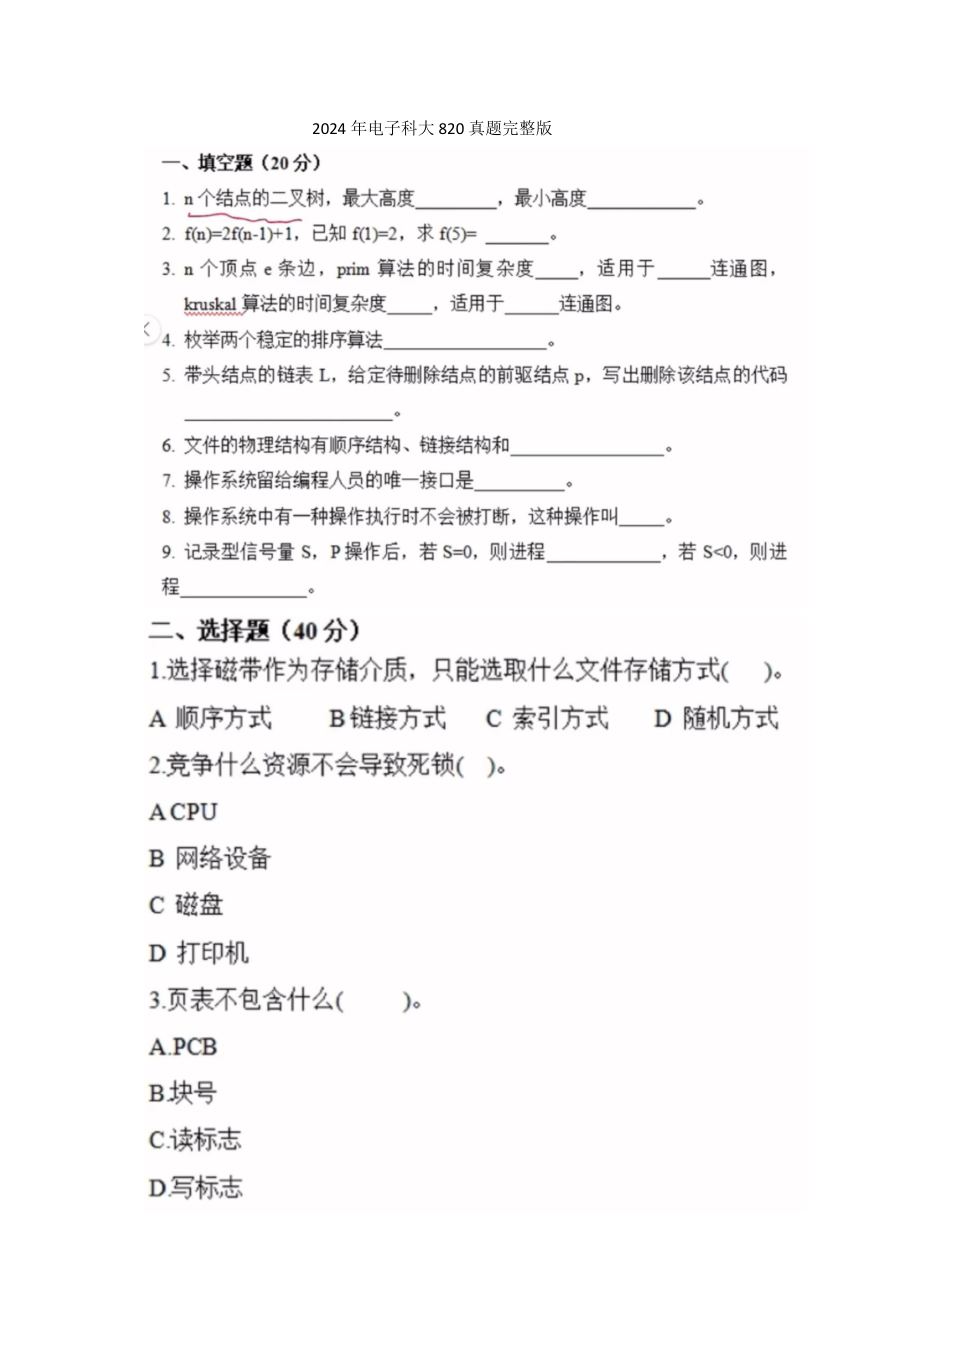 2024 年电子科大 820 真题完整版
一、填空题（20 分）
1. n 个结点的二叉树，最大高度________，最小高度___________。
2. f(n)=2f(n-1)+1，已知 f(1)=2，求 f(5)= ______。
3. n 个顶点 e 条边，prim 算法的时间复杂度____，适用于_____连通图，
kruskal 算法的时间复杂度____，适用于_____连通图。
4. 枚举两个稳定的排序算法________________。
5. 带头结点的链表 L，给定待删除结点的前驱结点 p，写出删除该结点的代码
____________________。
6. 文件的物理结构有顺序结构、链接结构和_______________。
7. 操作系统留给编程人员的唯一接口是_________。
8. 操作系统中有一种操作执行时不会被打断，这种操作叫____。
9. 记录型信号量 S，P 操作后，若 S=0，则进程___________，若 S<0，则进
程____________。
二、选择题（40 分）
1.选择磁带作为存储介质，只能选取什么文件存储方式( )。
A 顺序方式 B 链接方式 C 索引方式 D 随机方式
2.竞争什么资源不会导致死锁( )。
A CPU
B 网络设备
C 磁盘
D 打印机
3.页表不包含什么( )。
A.PCB
B.块号
C.读标志
D.写标志